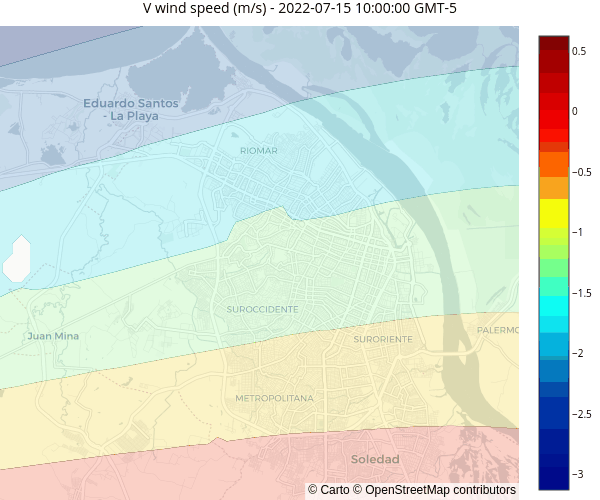 V wind speed (m/s) - 2022-07-15 10:00:00 GMT-5
Eduardo Santos
- La Playa
RIOMAR
SUROCCIDENTE
Juan Mina
SURORIENTE
PALERMO
METROPOLITANA
Soledad
© Carto © OpenStreetMap contributors
0.5
0
−0.5
−1
−1.5
−2
−2.5
−3